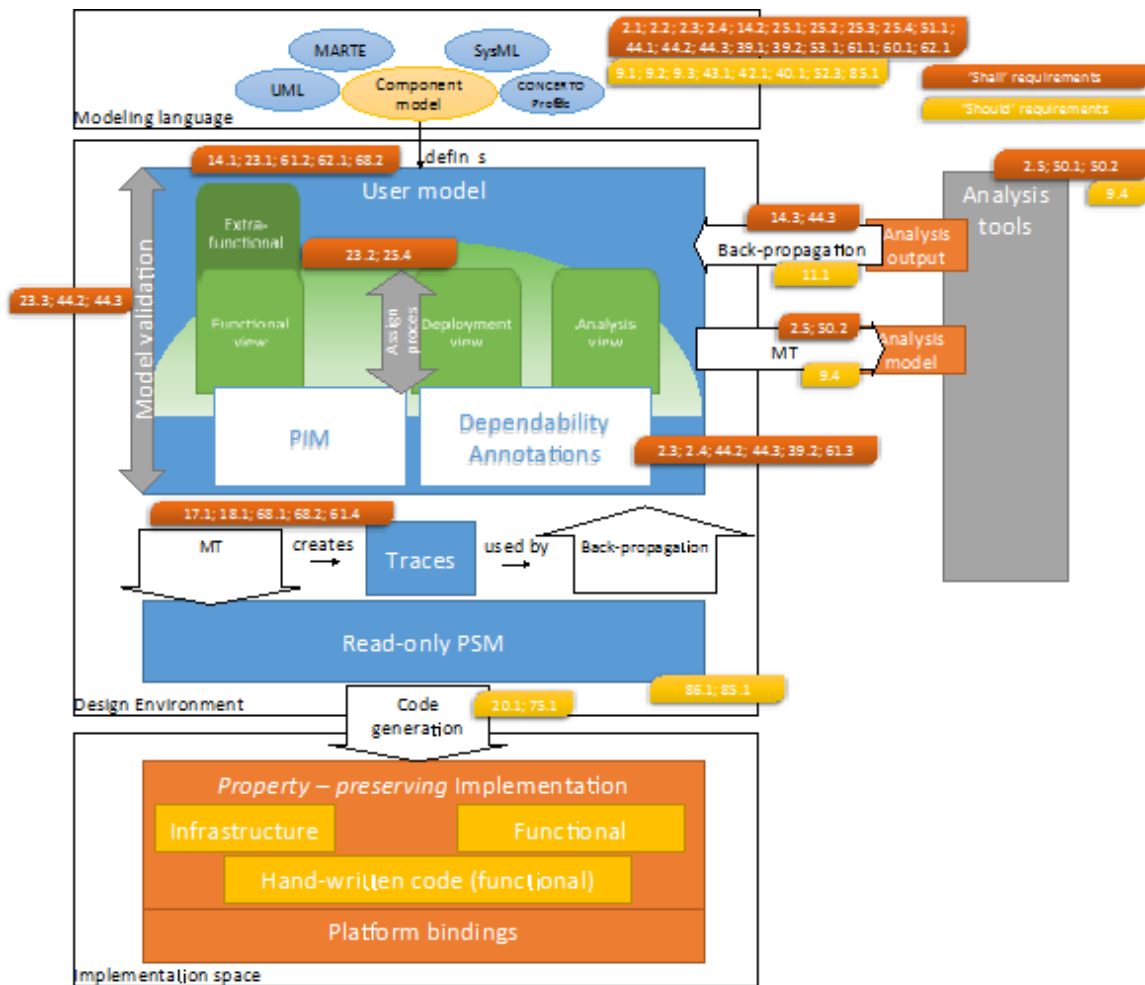 2.1; 2.2; 2.3; 2.4; 14.2; 25.1; 25.2; 25.3; 25.4; 51.1;
44.1; 44.2; 44.3; 39.1; 39.2; 53.1; 61.1; 60.1; 62.1
9.1; 9.2; 9.3; 43.1; 42.1; 40.1; 52.3; 85.1
'Shall' requirements
'Should' requirements
MARTE
SysML
UML
Component
model
CONCERTO
Profile
Modeling language
defin s
14.1; 23.1; 61.2; 62.1; 68.2
User model
Extra-
functional
23.2; 25.4
Functional
view
Assign
proces
Deployment
view
Analysis
view
Model validation
23.3; 44.2; 44.3
PIM
Dependability
Annotations
2.3; 2.4; 44.2; 44.3; 39.2; 61.3
14.3; 44.3
Back-propagation
11.1
Analysis
output
2.5; 50.2
MT
9.4
Analysis
model
2.5; 50.1; 50.2
9.4
Analysis
tools
17.1; 18.1; 68.1; 68.2; 61.4
MT
creates
Traces
used by
Back-propagation
Read-only PSM
86.1; 85.1
Design Environment
Code
generation
20.1; 75.1
Property – preserving Implementation
Infrastructure
Functional
Hand-written code (functional)
Platform bindings
Implementation space